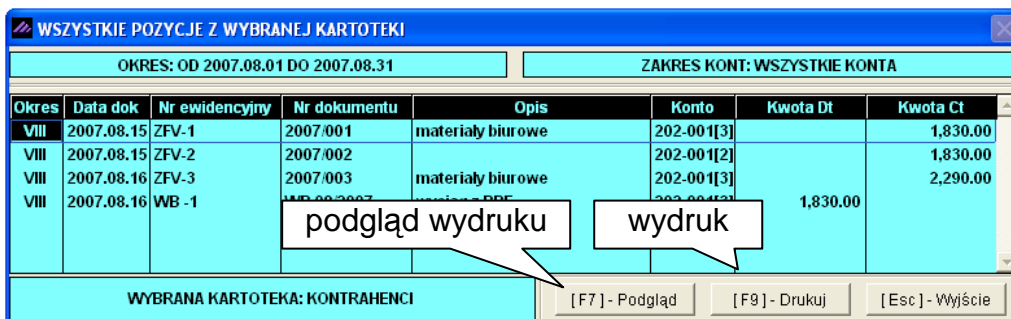 WSZYSTKIE POZYCJE Z WYBRANEJ KARTOTEKI
OKRES: OD 2007.08.01 DO 2007.08.31 ZAKRES KONT: WSZYSTKIE KONTA
Okres Data dok Nr ewidencyjny Nr dokumentu Opis Konto Kwota Dt Kwota Ct
VIII 2007.08.15 ZFV-1 2007/001 materialy biurowe 202-001[3] 1,830.00
VIII 2007.08.15 ZFV-2 2007/002 202-001[2] 1,830.00
VIII 2007.08.16 ZFV-3 2007/003 materialy biurowe 202-001[3] 2,290.00
VIII 2007.08.16 WB -1 1,830.00
podgląd wydruku wydruk
WYBRANA KARTOTEKA: KONTRAHENCI [ F7 ] - Podgląd [ F9 ] - Drukuj [ Esc ] - Wyjście